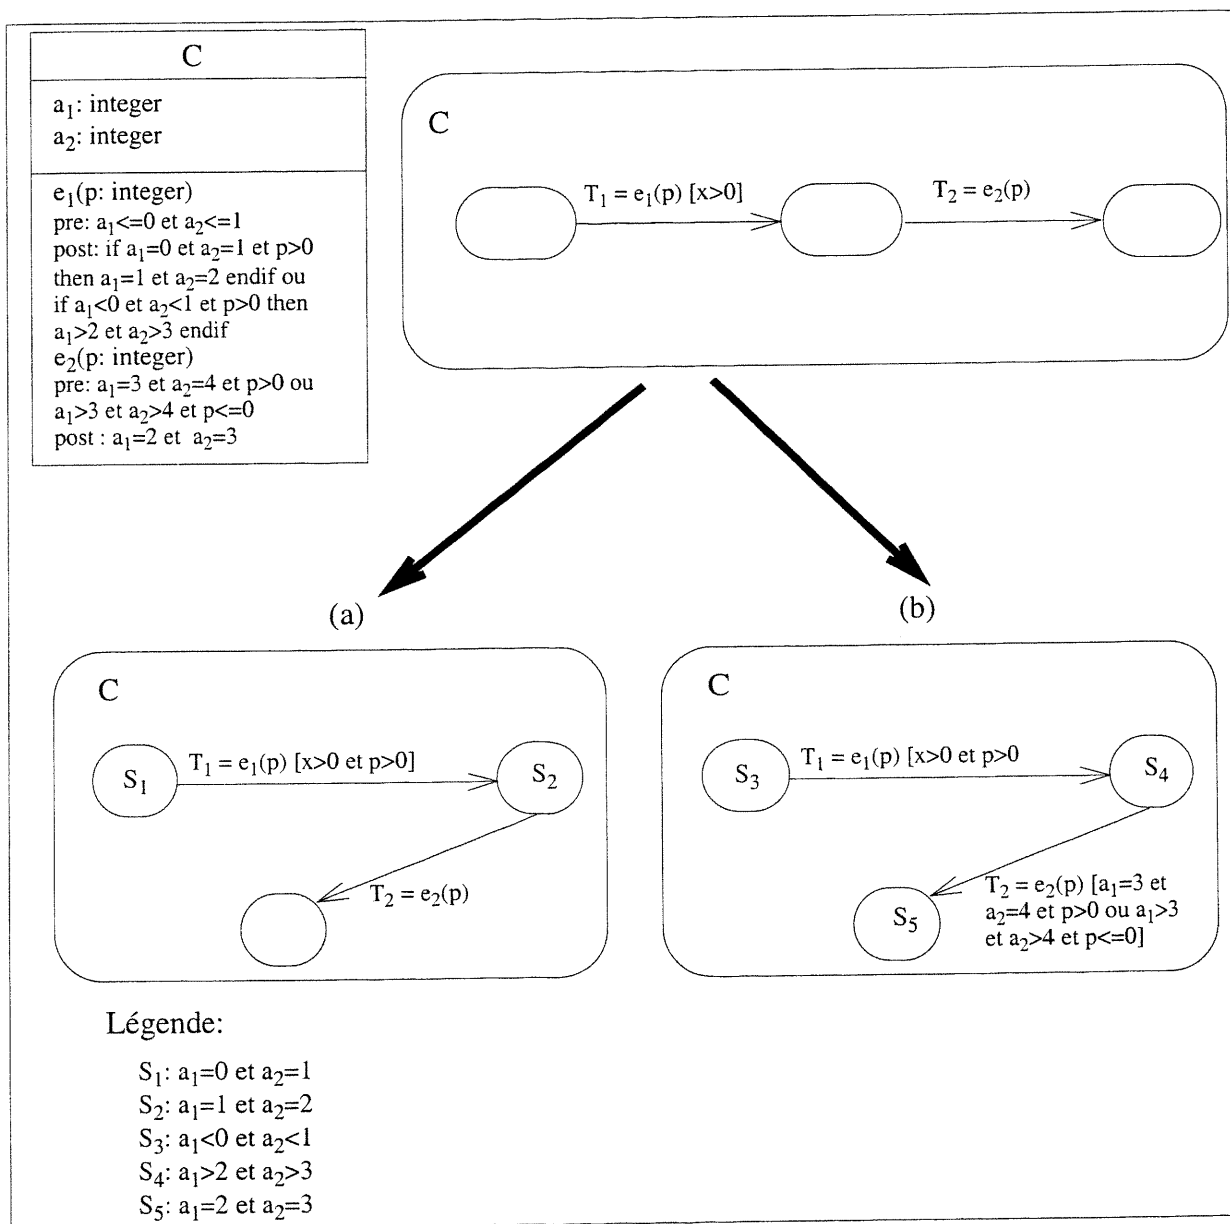 C
a₁: integer
a₂: integer
e₁(p: integer)
pre: a₁<=0 et a₂<=1
post: if a₁=0 et a₂=1 et p>0
then a₁=1 et a₂=2 endif ou
if a₁<0 et a₂<1 et p>0 then
a₁>2 et a₂>3 endif
e₂(p: integer)
pre: a₁=3 et a₂=4 et p>0 ou
a₁>3 et a₂>4 et p<=0
post : a₁=2 et a₂=3
C
T₁ = e₁(p) [x>0]
T₂ = e₂(p)
(a)
(b)
C
S₁
T₁ = e₁(p) [x>0 et p>0]
S₂
T₂ = e₂(p)
C
S₃
T₁ = e₁(p) [x>0 et p>0
S₄
S₅
T₂ = e₂(p) [a₁=3 et
a₂=4 et p>0 ou a₁>3
et a₂>4 et p<=0]
Légende:
S₁: a₁=0 et a₂=1
S₂: a₁=1 et a₂=2
S₃: a₁<0 et a₂<1
S₄: a₁>2 et a₂>3
S₅: a₁=2 et a₂=3